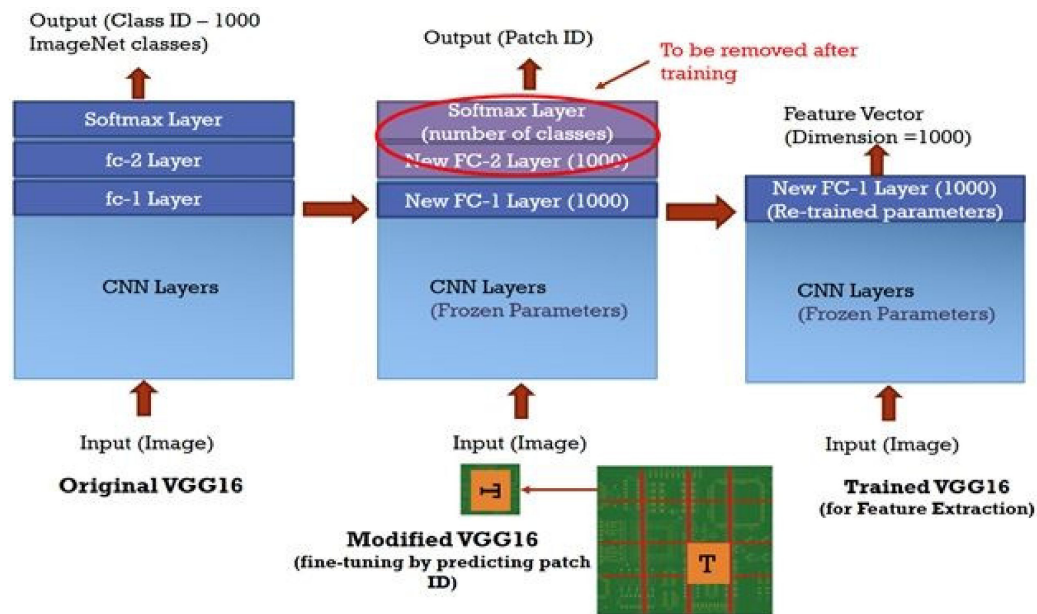 Output (Class ID – 1000
ImageNet classes)
Softmax Layer
fc-2 Layer
fc-1 Layer
CNN Layers
Input (Image)
Original VGG16
Output (Patch ID)
To be removed after
training
Softmax Layer
(number of classes)
New FC-2 Layer (1000)
New FC-1 Layer (1000)
CNN Layers
(Frozen Parameters)
Input (Image)
T
Modified VGG16
(fine-tuning by predicting patch
ID)
T
Feature Vector
(Dimension =1000)
New FC-1 Layer (1000)
(Re-trained parameters)
CNN Layers
(Frozen Parameters)
Input (Image)
Trained VGG16
(for Feature Extraction)